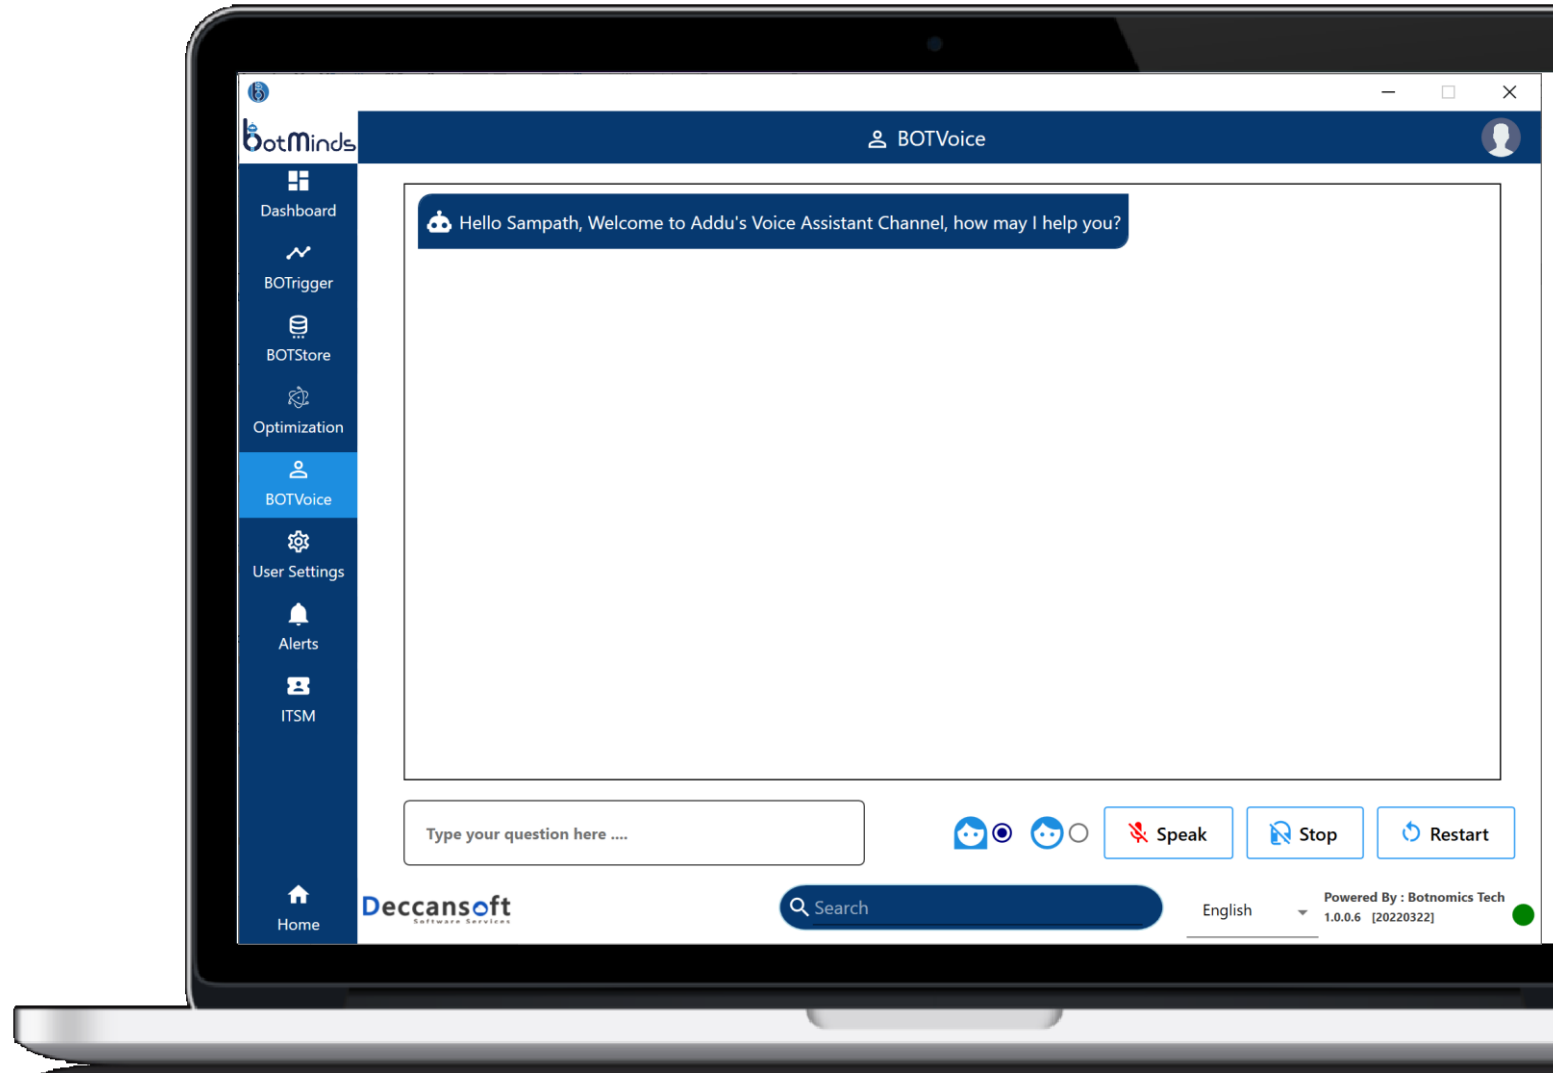 botMinds
BOTVoice
Dashboard
BOTrigger
BOTStore
Optimization
BOTVoice
User Settings
Alerts
ITSM
Home
Hello Sampath, Welcome to Addu's Voice Assistant Channel, how may I help you?
Type your question here ....
Speak
Stop
Restart
Deccansoft
Software Services
Search
English
Powered By : Botnomics Tech
1.0.0.6 [20220322]